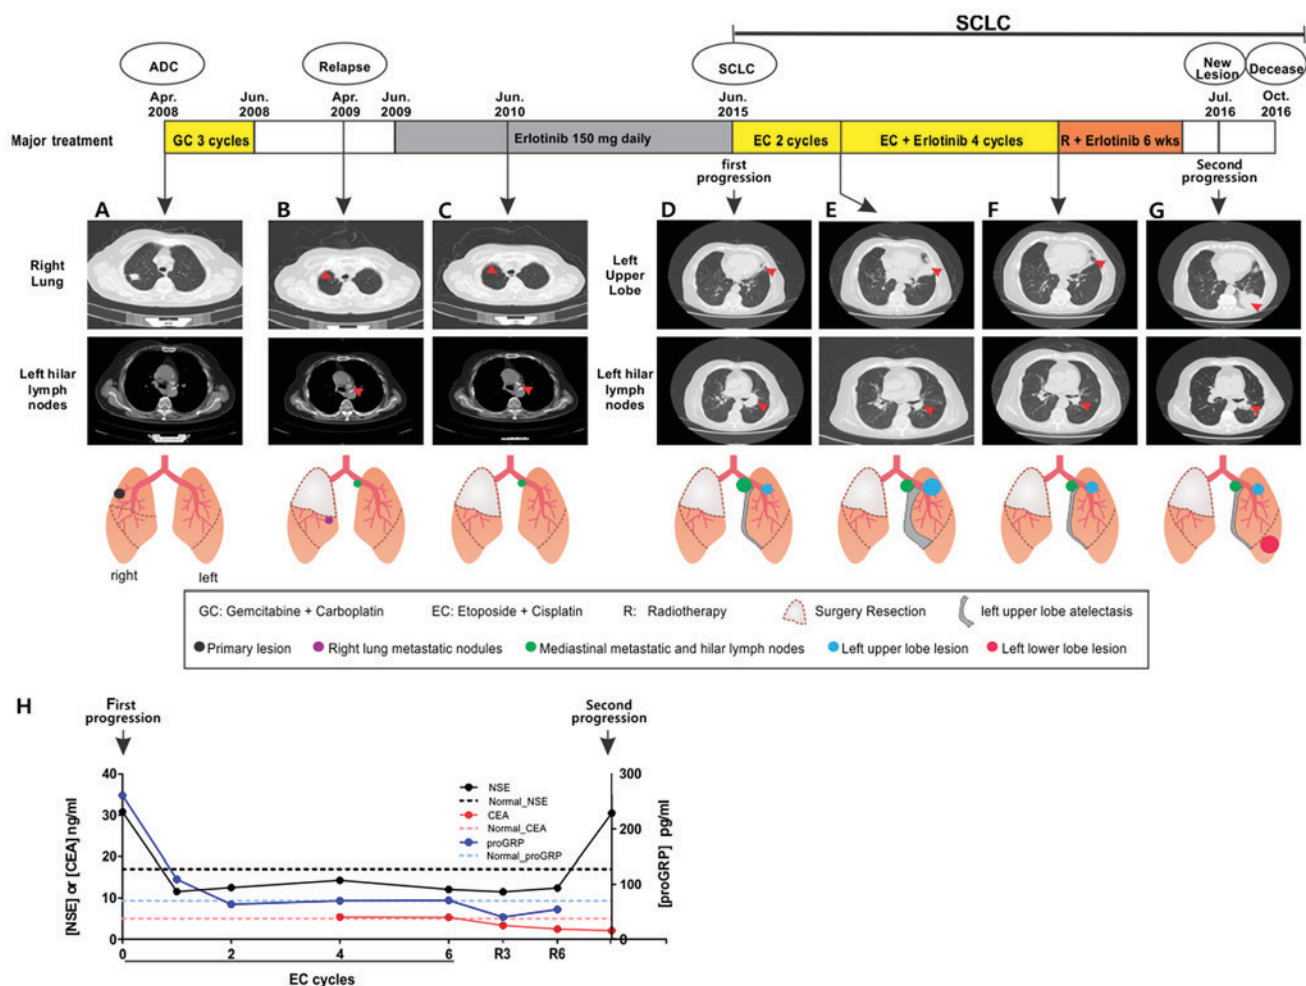 SCLC
ADC
Relapse
SCLC
New
Lesion
Decease
Apr.
2008
Jun.
2008
Apr.
2009
Jun.
2009
Jun.
2010
Jun.
2015
Jul.
2016
Oct.
2016
Major treatment
GC 3 cycles
Erlotinib 150 mg daily
EC 2 cycles
EC + Erlotinib 4 cycles
R + Erlotinib 6 wks
first
progression
Second
progression
A
B
C
D
E
F
G
Right
Lung
Left
Upper
Lobe
Left hilar
lymph
nodes
Left hilar
lymph
nodes
right
left
GC: Gemcitabine + Carboplatin
EC: Etoposide + Cisplatin
R: Radiotherapy
Surgery Resection
left upper lobe atelectasis
Primary lesion
Right lung metastatic nodules
Mediastinal metastatic and hilar lymph nodes
Left upper lobe lesion
Left lower lobe lesion
H
First
progression
Second
progression
[NSE] or [CEA] ng/ml
40
30
20
10
0
NSE
Normal_NSE
CEA
Normal_CEA
proGRP
Normal_proGRP
300
200
100
0
[proGRP] pg/ml
0
2
4
6
R3
R6
EC cycles